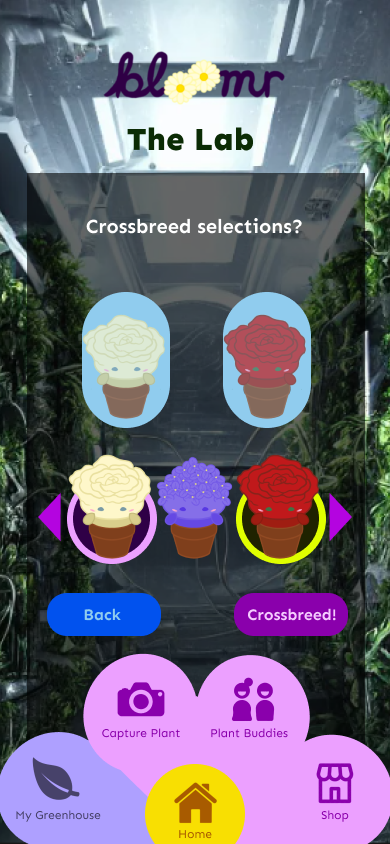 bloomr
The Lab
Crossbreed selections?
Back
Crossbreed!
Capture Plant
Plant Buddies
My Greenhouse
Shop
Home